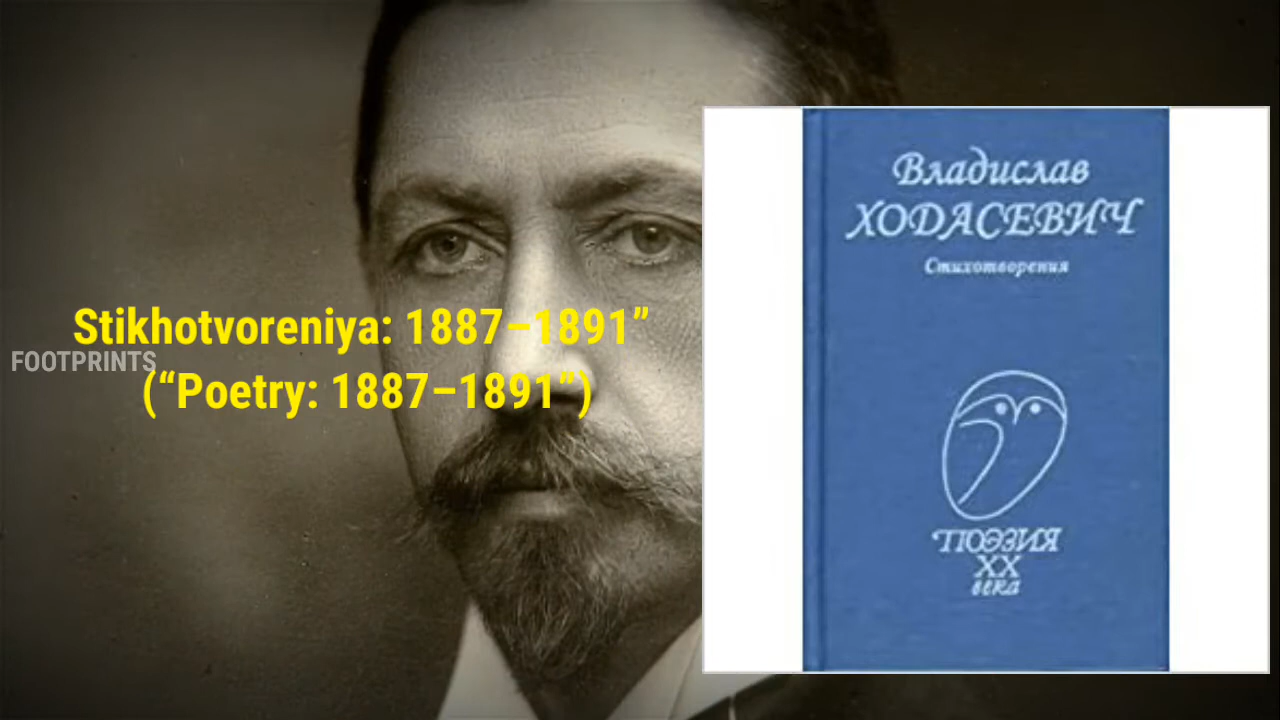 Stikhotvoreniya: 1887–1891”
(“Poetry: 1887–1891”)
FOOTPRINTS
Владислав
ХОДАСЕВИЧ
Стихотворения
ПОЭЗИЯ
XX
века